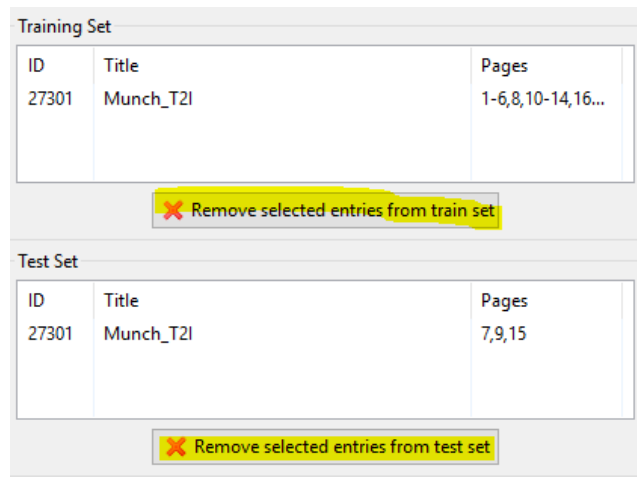 Training Set
ID Title Pages
27301 Munch_T2I 1-6,8,10-14,16...
Remove selected entries from train set
Test Set
ID Title Pages
27301 Munch_T2I 7,9,15
Remove selected entries from test set